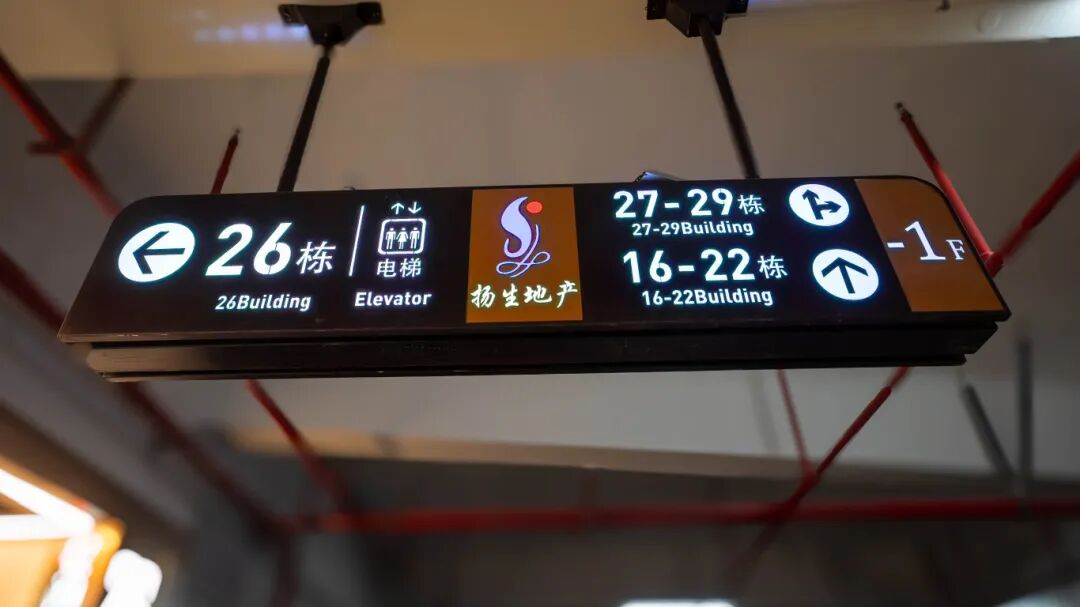 26栋
26Building
电梯
Elevator
扬生地产
27-29栋
27-29Building
16-22栋
16-22Building
-1F